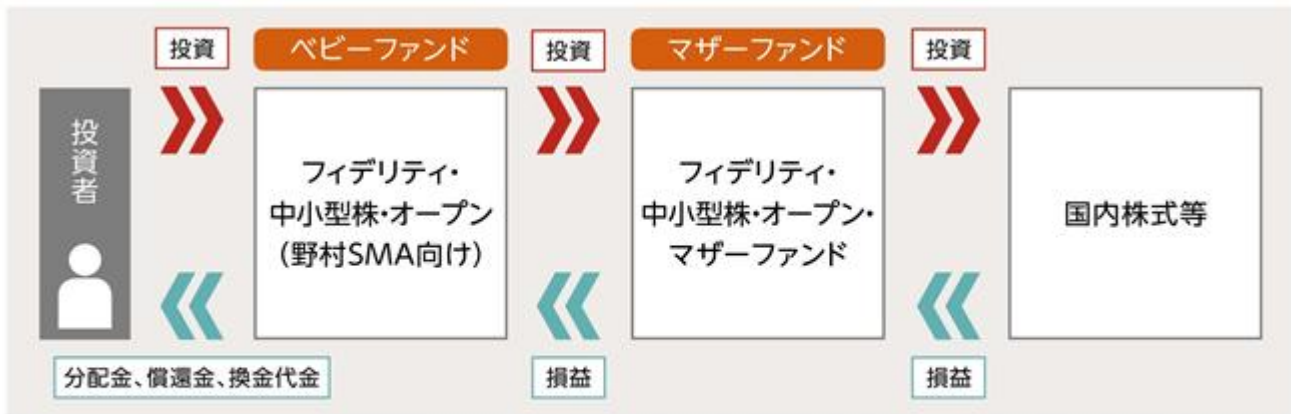 投資
ベビーファンド
投資
マザーファンド
投資
投資者
フィデリティ・
中小型株・オープン
(野村SMA向け)
フィデリティ・
中小型株・オープン・
マザーファンド
国内株式等
分配金、償還金、換金代金
損益
損益